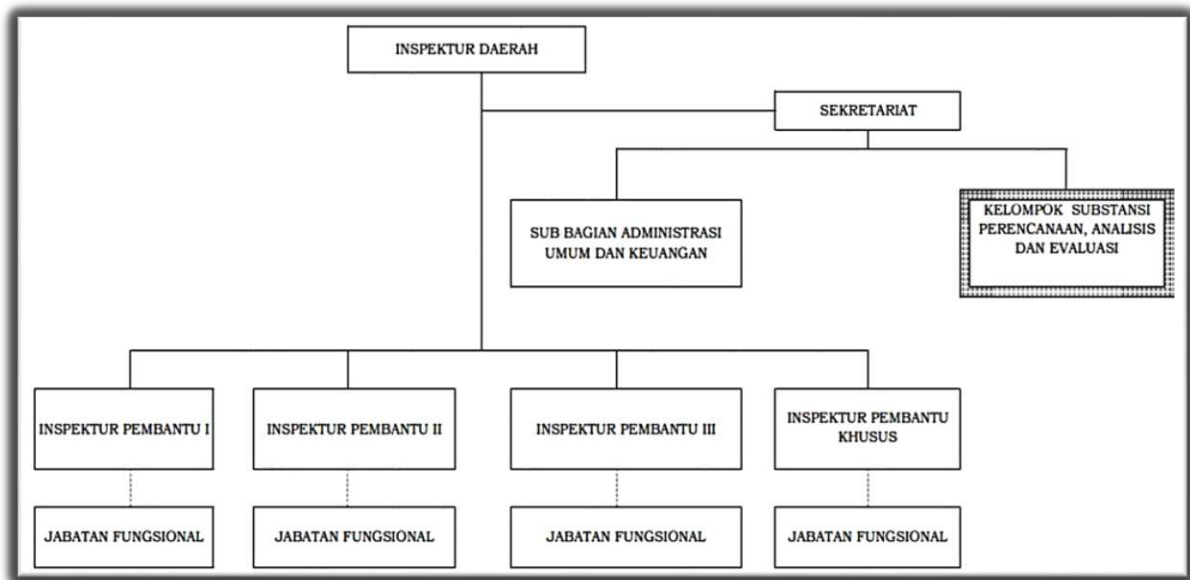 INSPEKTUR DAERAH
SEKRETARIAT
SUB BAGIAN ADMINISTRASI
UMUM DAN KEUANGAN
KELOMPOK SUBSTANSI
PERENCANAAN, ANALISIS
DAN EVALUASI
INSPEKTUR PEMBANTU I
INSPEKTUR PEMBANTU II
INSPEKTUR PEMBANTU III
INSPEKTUR PEMBANTU
KHUSUS
JABATAN FUNGSIONAL
JABATAN FUNGSIONAL
JABATAN FUNGSIONAL
JABATAN FUNGSIONAL